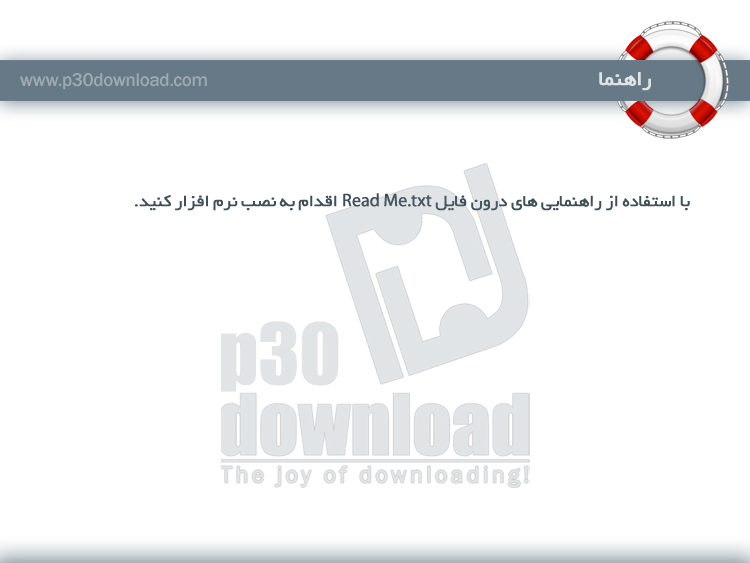 www.p30download.com
راهنما
با استفاده از راهنمایی های درون فایل Read Me.txt اقدام به نصب نرم افزار کنید.
p30
download
The joy of downloading!